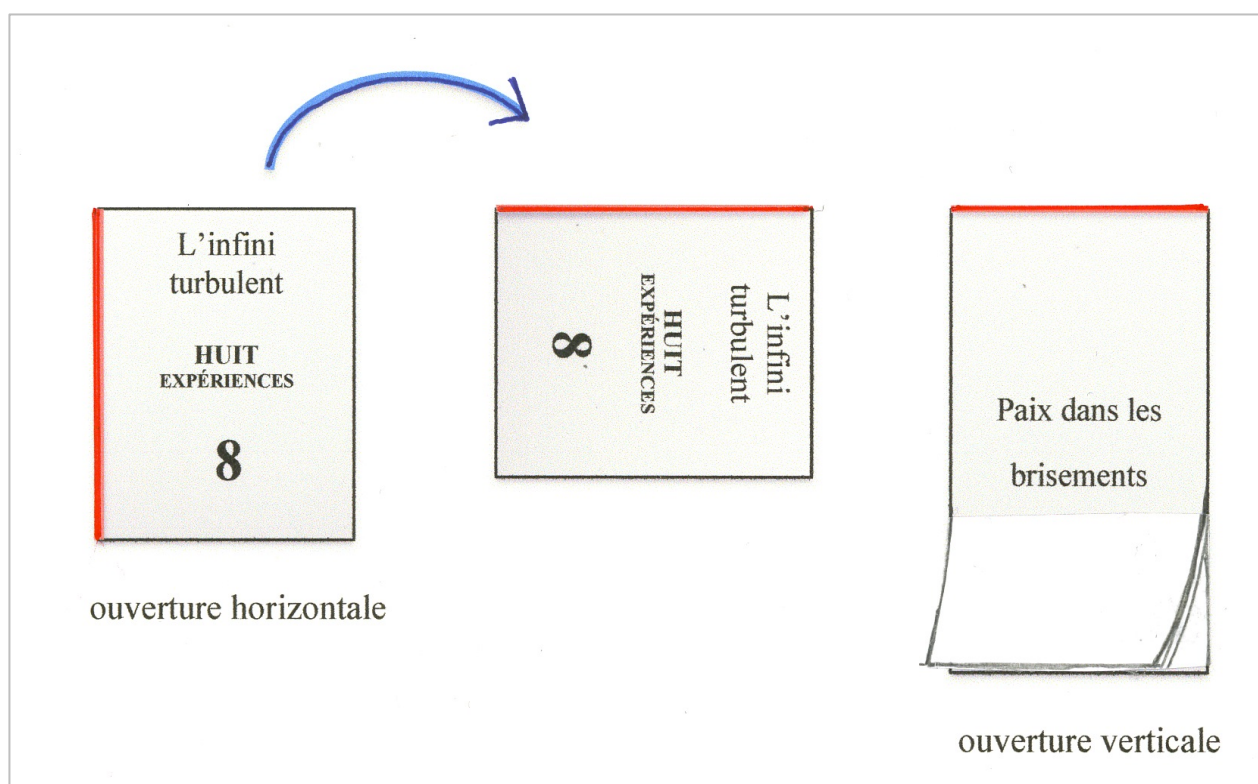 L'infini
turbulent
HUIT
EXPÉRIENCES
8
ouverture horizontale
L'infini
turbulent
HUIT
EXPÉRIENCES
8
Paix dans les
brisements
ouverture verticale